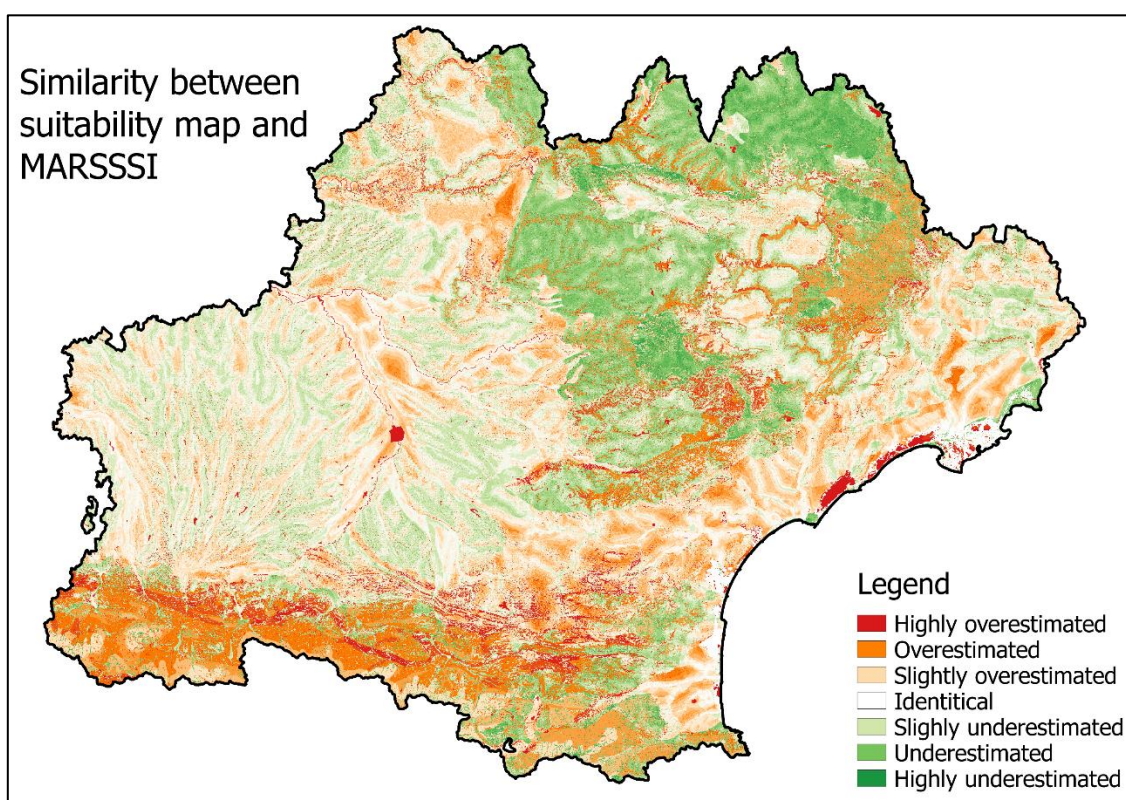 Similarity between
suitability map and
MARSSSI
Legend
Highly overestimated
Overestimated
Slightly overestimated
Identitical
Slighly underestimated
Underestimated
Highly underestimated